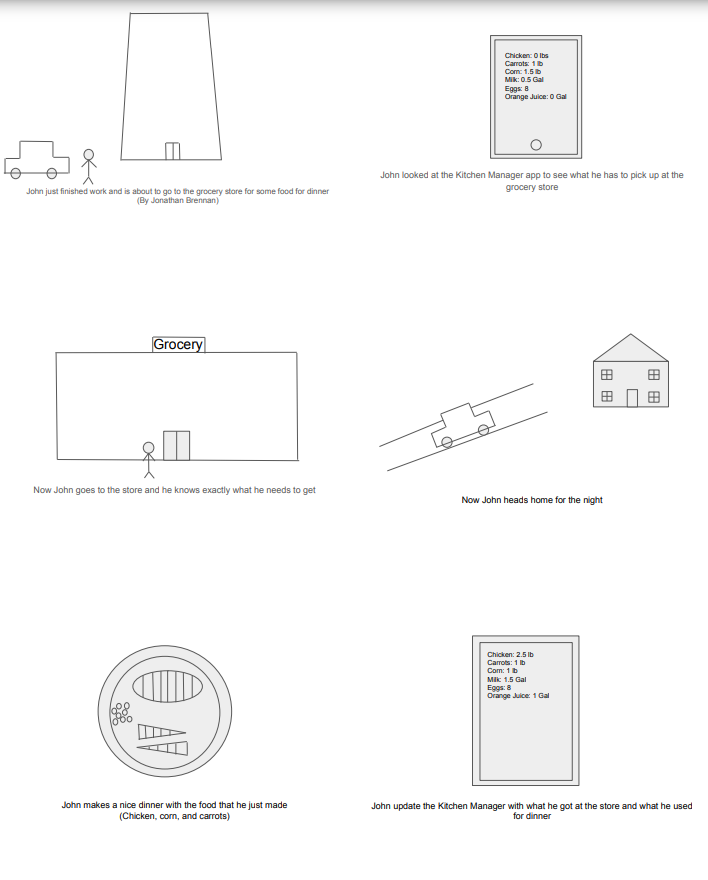 Chicken: 0 lbs
Carrots: 1 lb
Corn: 1.5 lb
Milk: 0.5 Gal
Eggs: 8
Orange Juice: 0 Gal
John just finished work and is about to go to the grocery store for some food for dinner
(By Jonathan Brennan)
John looked at the Kitchen Manager app to see what he has to pick up at the
grocery store
Grocery
Now John goes to the store and he knows exactly what he needs to get
Now John heads home for the night
John makes a nice dinner with the food that he just made
(Chicken, corn, and carrots)
Chicken: 2.5 lb
Carrots: 1 lb
Corn: 1 lb
Milk: 1.5 Gal
Eggs: 8
Orange Juice: 1 Gal
John update the Kitchen Manager with what he got at the store and what he used
for dinner